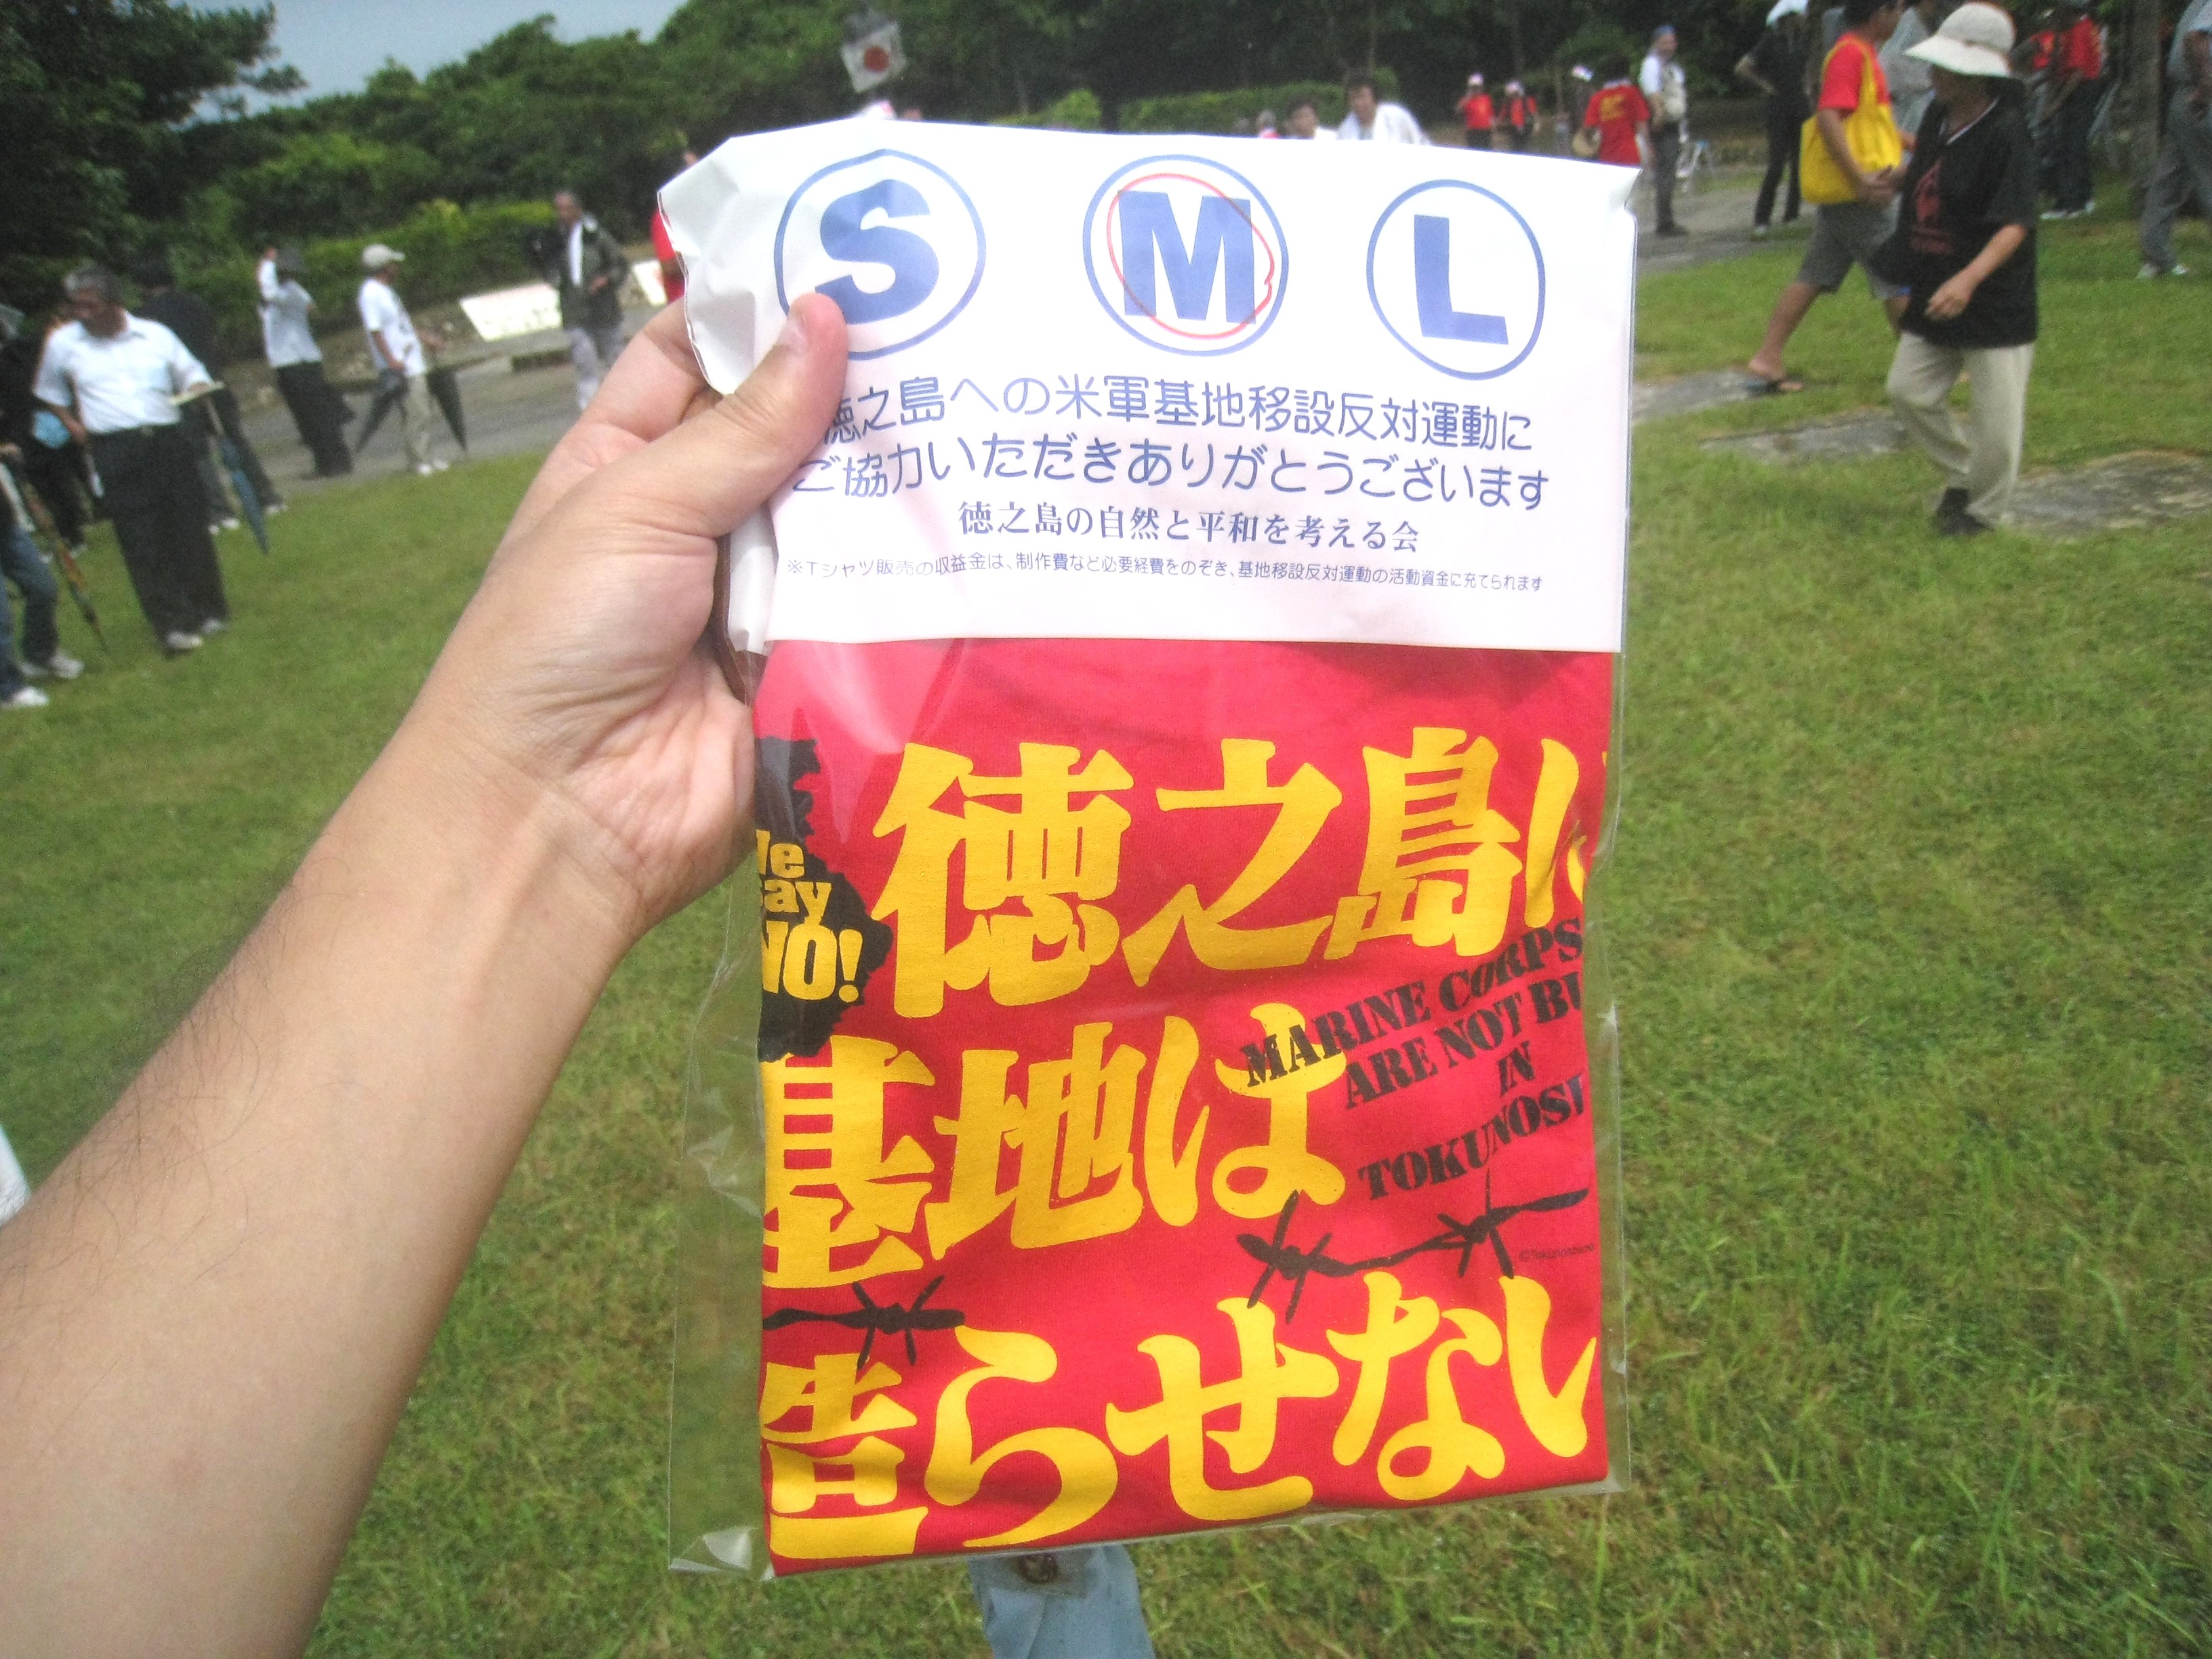 S M L
徳之島への米軍基地移設反対運動に
ご協力いただきありがとうございます
徳之島の自然と平和を考える会
※Tシャツ販売の収益金は、制作費など必要経費をのぞき、基地移設反対運動の活動資金に充てられます
徳之島に
We
say
NO!
MARINE CORPS
ARE NOT BU
IN
TOKUNOSH
基地は
©Tokunoshima
造らせない